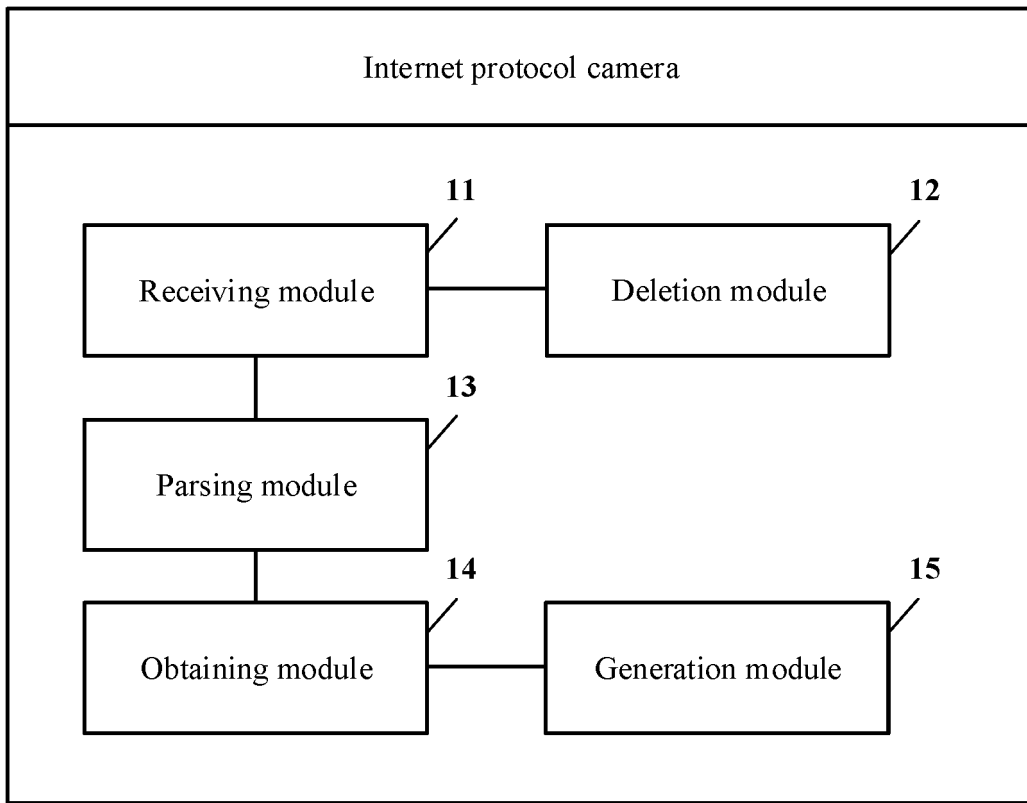 Internet protocol camera
11
12
Receiving module
Deletion module
13
Parsing module
14
15
Obtaining module
Generation module